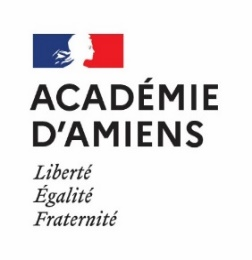 ACADÉMIE
D'AMIENS
Liberté
Égalité
Fraternité